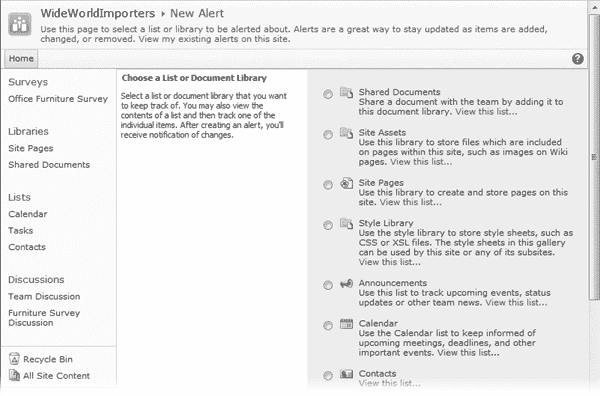 WideWorldImporters ▸ New Alert
Use this page to select a list or library to be alerted about. Alerts are a great way to stay updated as items are added,
changed, or removed. View my existing alerts on this site.
Home
Surveys
Office Furniture Survey
Libraries
Site Pages
Shared Documents
Lists
Calendar
Tasks
Contacts
Discussions
Team Discussion
Furniture Survey
Discussion
Recycle Bin
All Site Content
Choose a List or Document Library
Select a list or document library that you want
to keep track of. You may also view the
contents of a list and then track one of the
individual items. After creating an alert, you'll
receive notification of changes.
Shared Documents
Share a document with the team by adding it to
this document library. View this list...
Site Assets
Use this library to store files which are included
on pages within this site, such as images on Wiki
pages. View this list...
Site Pages
Use this library to create and store pages on this
site. View this list...
Style Library
Use the style library to store style sheets, such as
CSS or XSL files. The style sheets in this gallery
can be used by this site or any of its subsites.
View this list...
Announcements
Use this list to track upcoming events, status
updates or other team news. View this list...
Calendar
Use the Calendar list to keep informed of
upcoming meetings, deadlines, and other
important events. View this list...
Contacts
View this list...